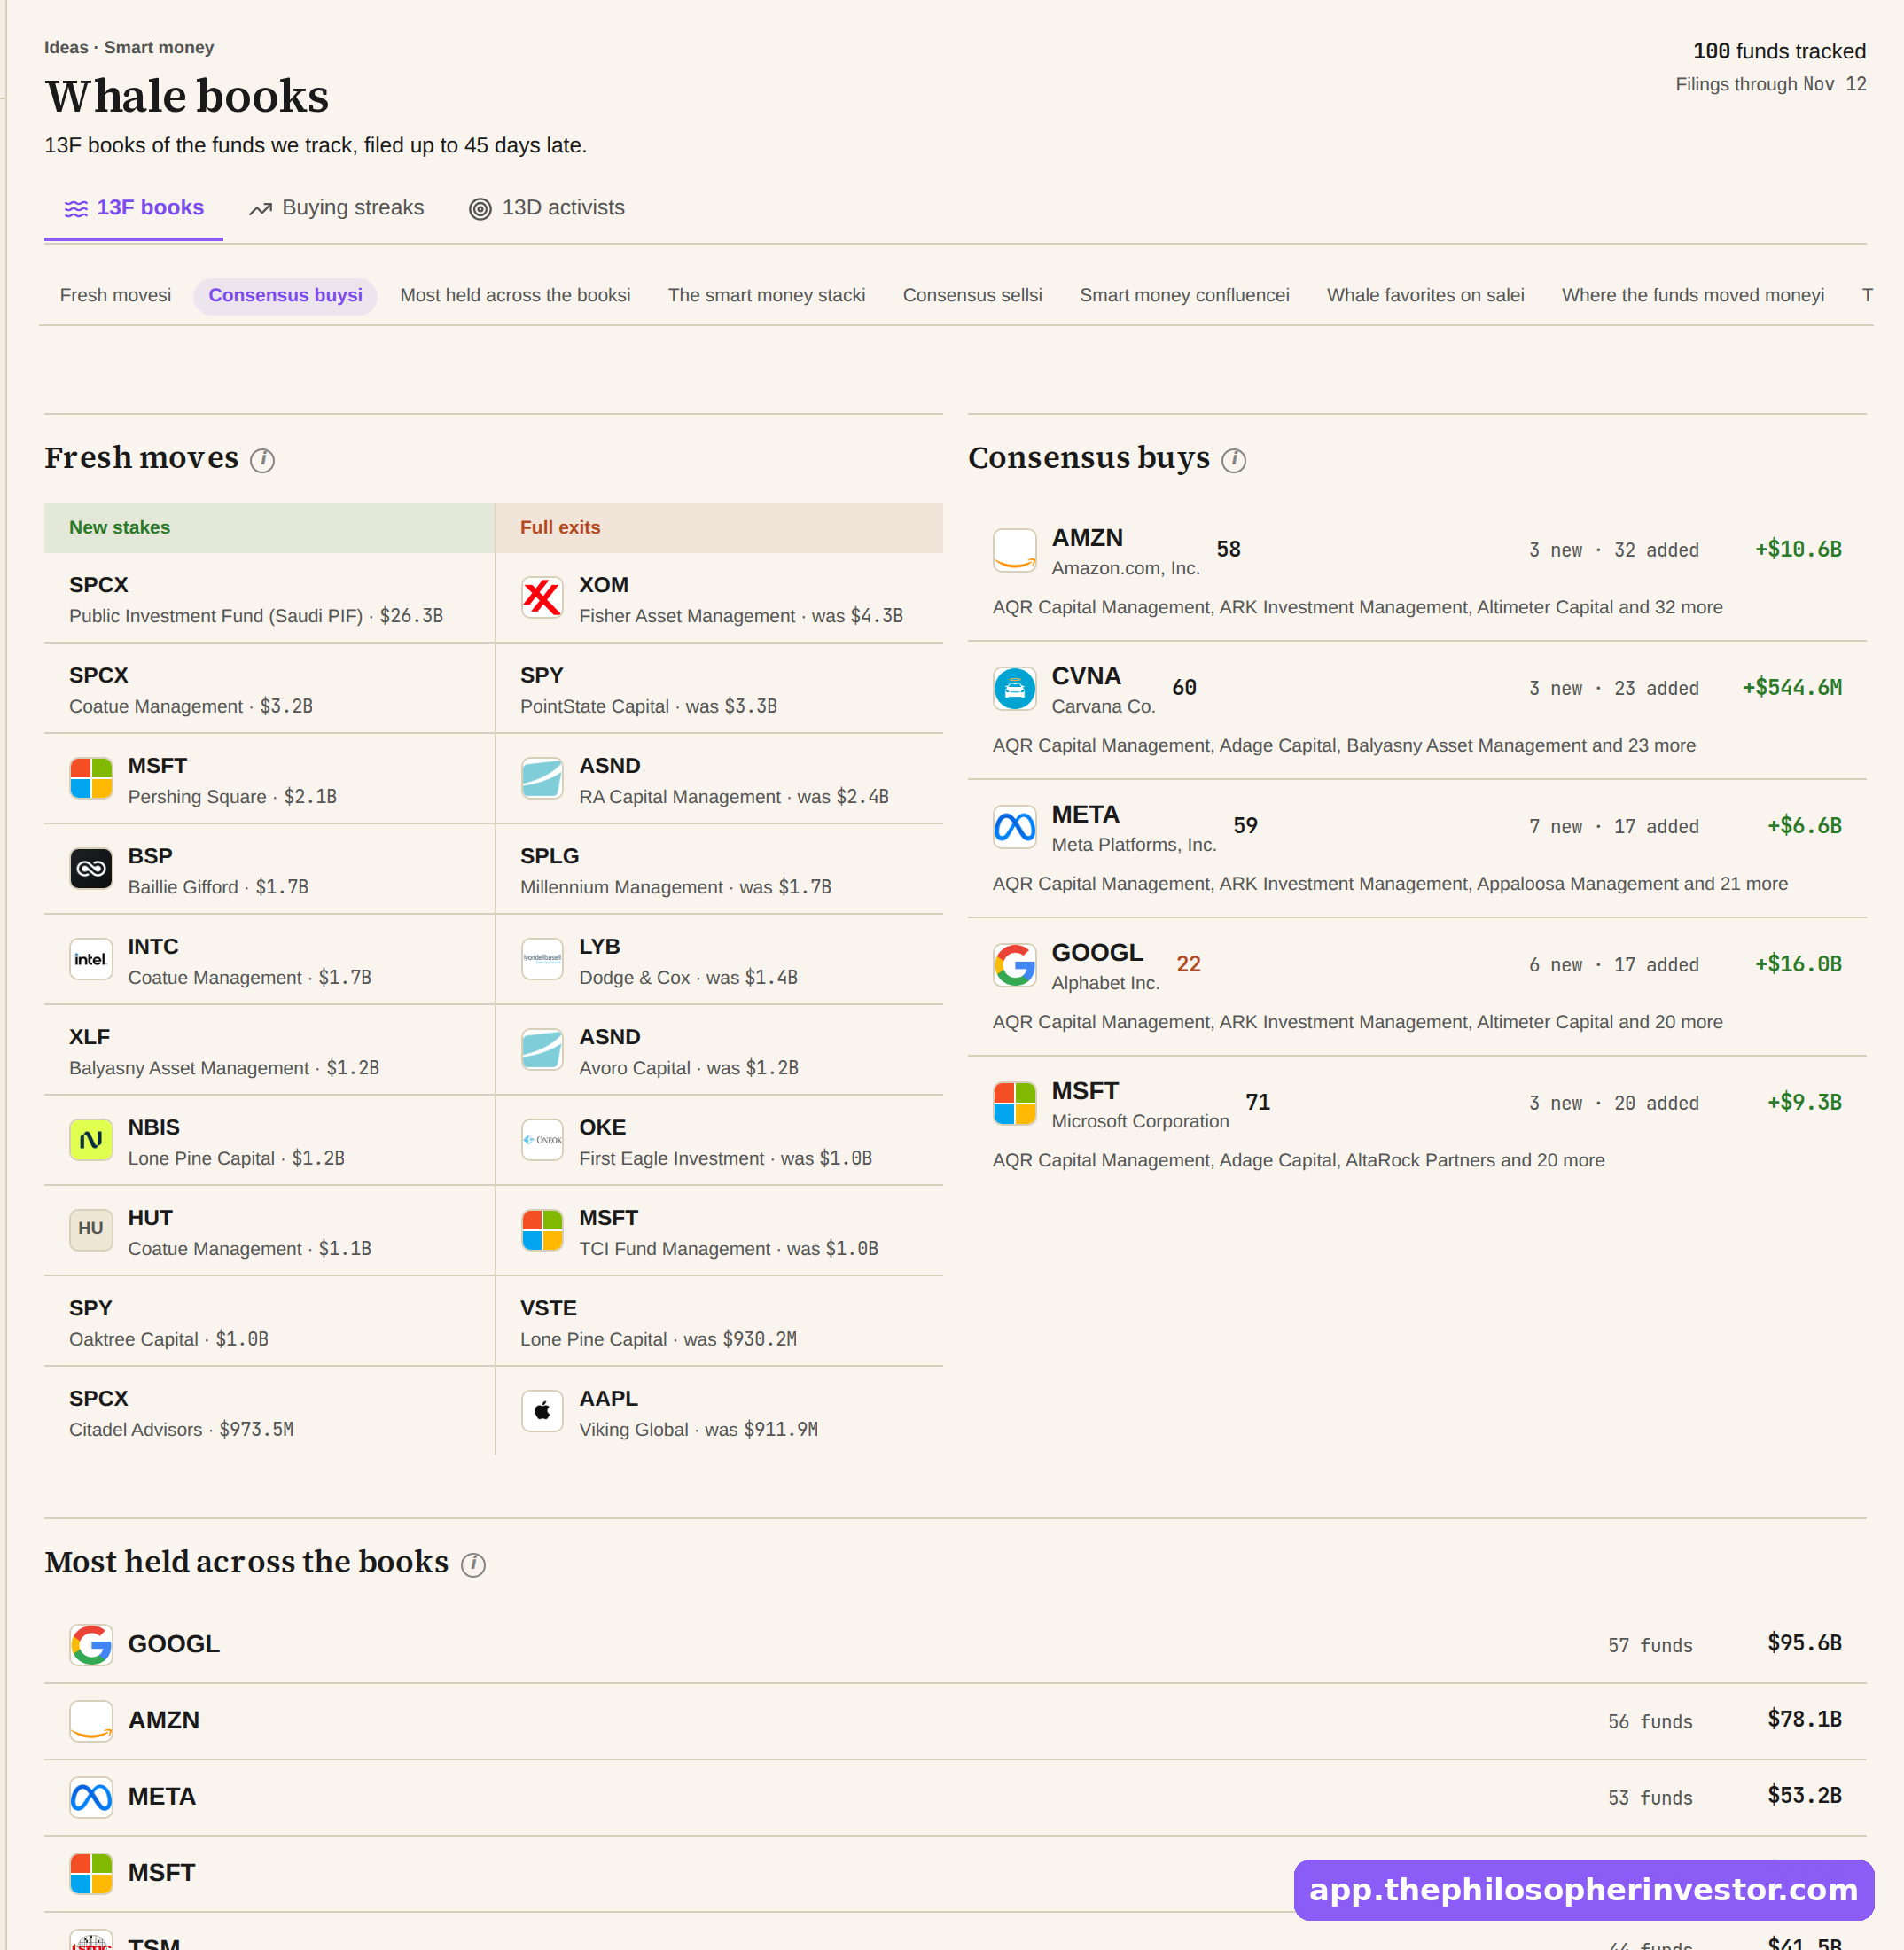 Ideas · Smart money
Whale books
13F books of the funds we track, filed up to 45 days late.
100 funds tracked
Filings through Nov 12
13F books
Buying streaks
13D activists
Fresh movesi
Consensus buysi
Most held across the booksi
The smart money stacki
Consensus sellsi
Smart money confluencei
Whale favorites on salei
Where the funds moved moneyi
T
Fresh moves i
New stakes
Full exits
SPCX
Public Investment Fund (Saudi PIF) · $26.3B
XOM
Fisher Asset Management · was $4.3B
SPCX
Coatue Management · $3.2B
SPY
PointState Capital · was $3.3B
MSFT
Pershing Square · $2.1B
ASND
RA Capital Management · was $2.4B
BSP
Baillie Gifford · $1.7B
SPLG
Millennium Management · was $1.7B
intel
INTC
Coatue Management · $1.7B
lyondellbasell
LYB
Dodge & Cox · was $1.4B
XLF
Balyasny Asset Management · $1.2B
ASND
Avoro Capital · was $1.2B
NBIS
Lone Pine Capital · $1.2B
ONEOK
OKE
First Eagle Investment · was $1.0B
HU
HUT
Coatue Management · $1.1B
MSFT
TCI Fund Management · was $1.0B
SPY
Oaktree Capital · $1.0B
VSTE
Lone Pine Capital · was $930.2M
SPCX
Citadel Advisors · $973.5M
AAPL
Viking Global · was $911.9M
Consensus buys i
AMZN
Amazon.com, Inc.
58
3 new · 32 added
+$10.6B
AQR Capital Management, ARK Investment Management, Altimeter Capital and 32 more
CVNA
Carvana Co.
60
3 new · 23 added
+$544.6M
AQR Capital Management, Adage Capital, Balyasny Asset Management and 23 more
META
Meta Platforms, Inc.
59
7 new · 17 added
+$6.6B
AQR Capital Management, ARK Investment Management, Appaloosa Management and 21 more
GOOGL
Alphabet Inc.
22
6 new · 17 added
+$16.0B
AQR Capital Management, ARK Investment Management, Altimeter Capital and 20 more
MSFT
Microsoft Corporation
71
3 new · 20 added
+$9.3B
AQR Capital Management, Adage Capital, AltaRock Partners and 20 more
Most held across the books i
GOOGL
57 funds
$95.6B
AMZN
56 funds
$78.1B
META
53 funds
$53.2B
MSFT
app.thephilosopherinvestor.com
tsmc
TSM
44 funds
$41.5B